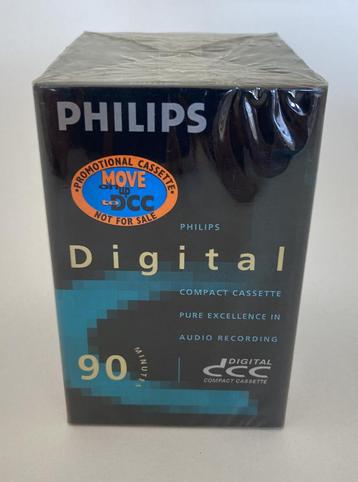 PHILIPS
PROMOTIONAL CASSETTE
MOVE
on up
to DCC
NOT FOR SALE
PHILIPS
Digital
COMPACT CASSETTE
PURE EXCELLENCE IN
AUDIO RECORDING
90 MINUTES
DIGITAL
dcc
COMPACT CASSETTE